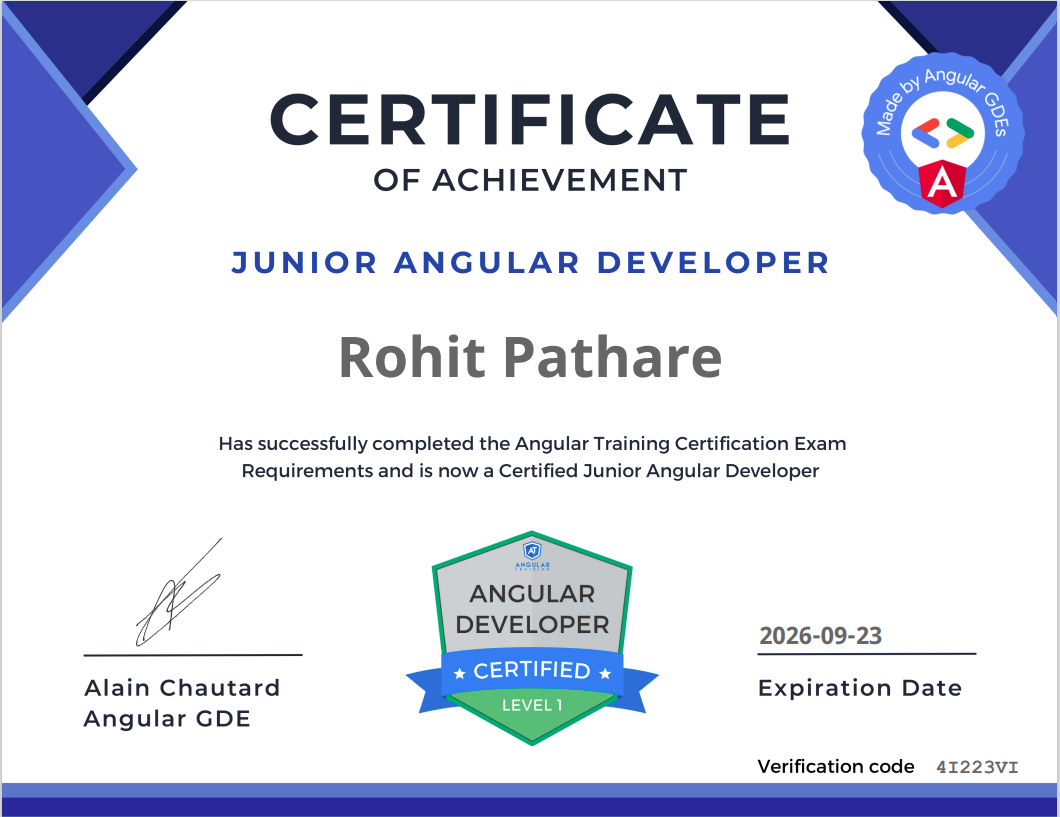 CERTIFICATE
OF ACHIEVEMENT
Made by Angular GDEs
A
JUNIOR ANGULAR DEVELOPER
Rohit Pathare
Has successfully completed the Angular Training Certification Exam
Requirements and is now a Certified Junior Angular Developer
AT
ANGULAR
TRAINING
ANGULAR
DEVELOPER
CERTIFIED
LEVEL 1
Alain Chautard
Angular GDE
2026-09-23
Expiration Date
Verification code 4I223VI